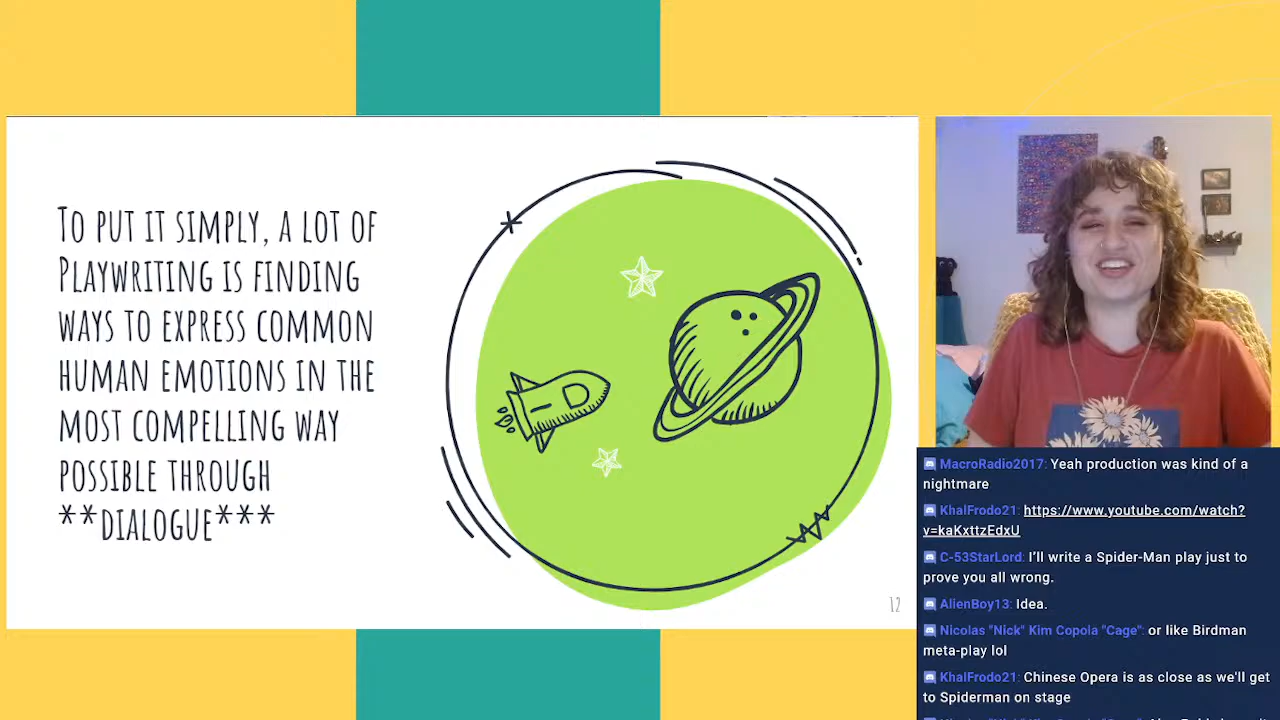 To put it simply, a lot of
Playwriting is finding
ways to express common
human emotions in the
most compelling way
possible through
**dialogue***
12
MacroRadio2017: Yeah production was kind of a
nightmare
KhalFrodo21: https://www.youtube.com/watch?
v=kaKxttzEdxU
C-53StarLord: I'll write a Spider-Man play just to
prove you all wrong.
AlienBoy13: Idea.
Nicolas "Nick" Kim Copola "Cage": or like Birdman
meta-play lol
KhalFrodo21: Chinese Opera is as close as we'll get
to Spiderman on stage